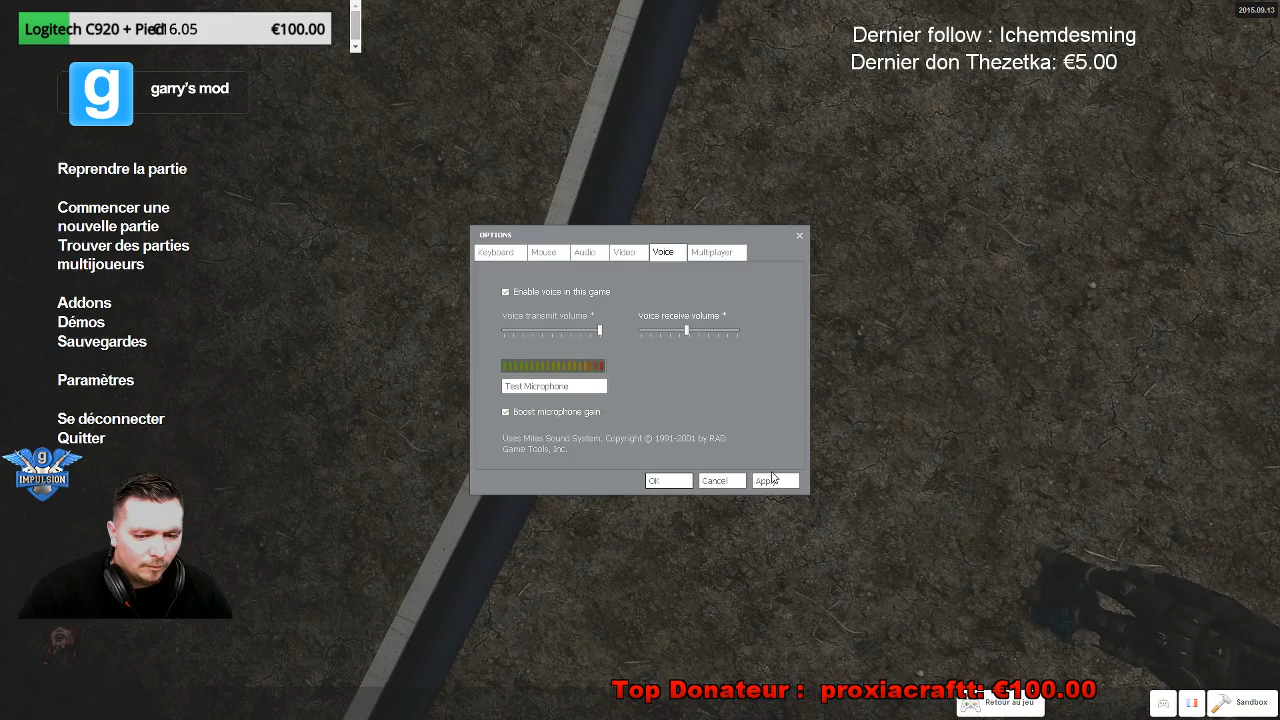 Logitech C920 + Pied €16.05 €100.00
2015.09.13
Dernier follow : Ichemdesming
Dernier don Thezetka: €5.00
g garry's mod
Reprendre la partie
Commencer une
nouvelle partie
Trouver des parties
multijoueurs
Addons
Démos
Sauvegardes
Paramètres
Se déconnecter
Quitter
OPTIONS
Keyboard Mouse Audio Video Voice Multiplayer
Enable voice in this game
Voice transmit volume * Voice receive volume *
Test Microphone
Boost microphone gain
Uses Miles Sound System. Copyright © 1991-2001 by RAD
Game Tools, Inc.
OK Cancel Apply
g
IMPULSION
Top Donateur : proxiacraftt: €100.00
Retour au jeu
Sandbox